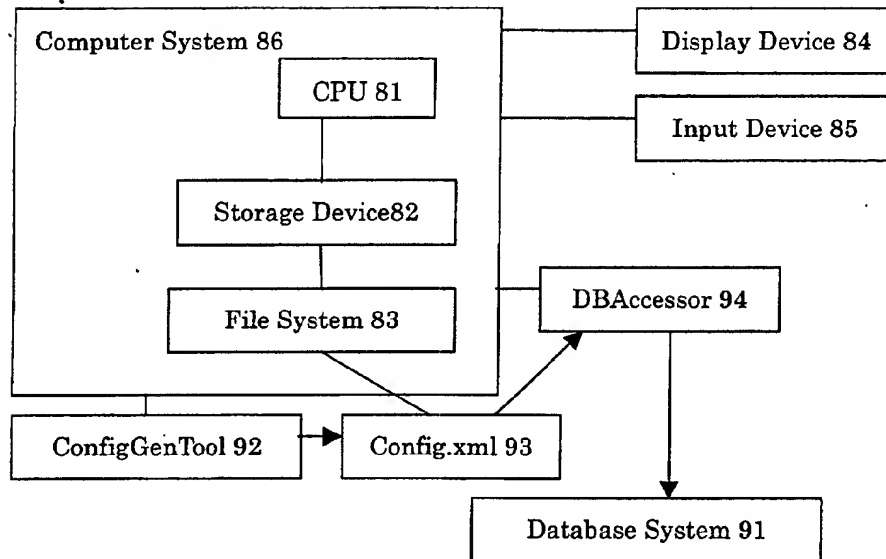 Computer System 86
Display Device 84
CPU 81
Input Device 85
Storage Device82
DBAccessor 94
File System 83
ConfigGenTool 92
Config.xml 93
Database System 91